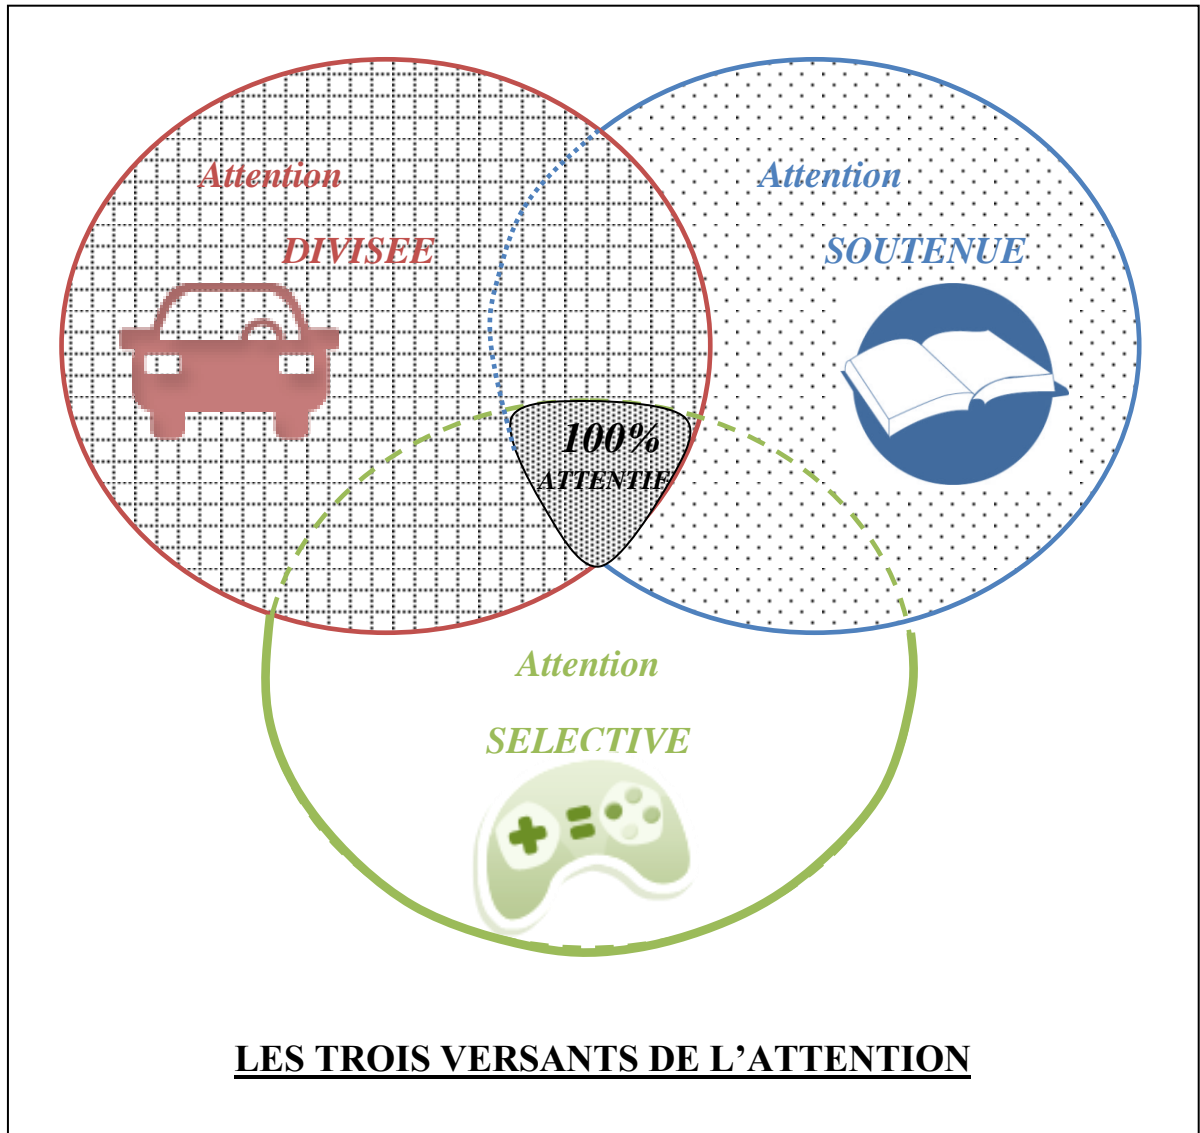 Attention
DIVISEE
Attention
SOUTENUE
100%
ATTENTIF
Attention
SELECTIVE
LES TROIS VERSANTS DE L’ATTENTION